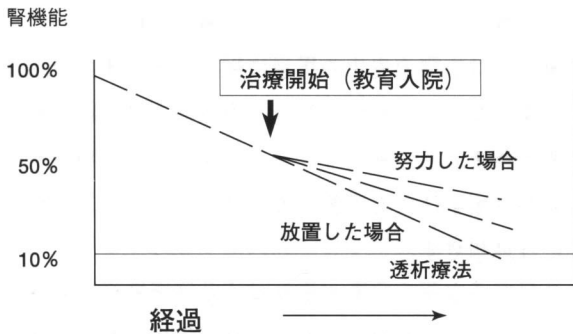 腎機能
100%
治療開始（教育入院）
50%
努力した場合
放置した場合
10%
透析療法
経過